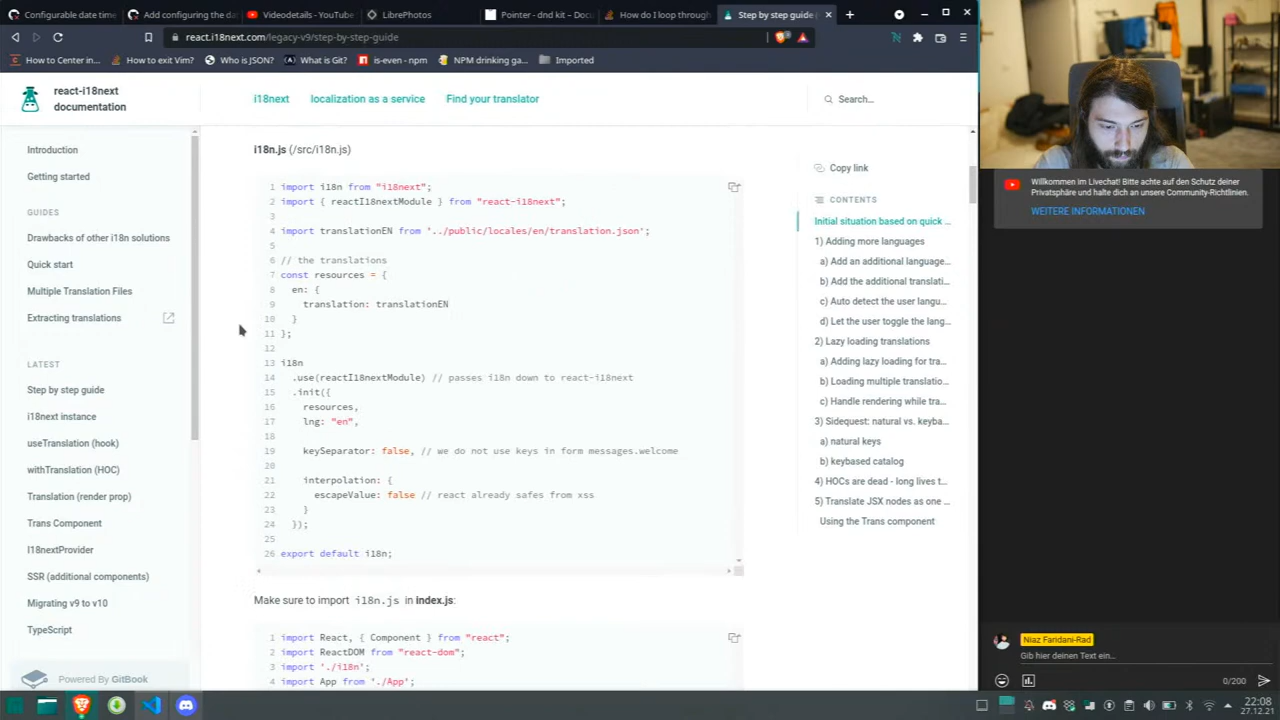 Configurable date time
Add configuring the da
Videodetails - YouTube
LibrePhotos
Pointer - dnd kit – Docu
How do I loop through
Step by step guide
react.i18next.com/legacy-v9/step-by-step-guide
How to Center in...
How to exit Vim?
Who is JSON?
What is Git?
is-even - npm
NPM drinking ga...
Imported
react-i18next
documentation
i18next
localization as a service
Find your translator
Search...
Introduction
Getting started
GUIDES
Drawbacks of other i18n solutions
Quick start
Multiple Translation Files
Extracting translations
LATEST
Step by step guide
i18next instance
useTranslation (hook)
withTranslation (HOC)
Translation (render prop)
Trans Component
I18nextProvider
SSR (additional components)
Migrating v9 to v10
TypeScript
Powered By GitBook
i18n.js (/src/i18n.js)
1 import i18n from "i18next";
2 import { reactI18nextModule } from "react-i18next";
3
4 import translationEN from '../public/locales/en/translation.json';
5
6 // the translations
7 const resources = {
8 en: {
9 translation: translationEN
10 }
11 };
12
13 i18n
14 .use(reactI18nextModule) // passes i18n down to react-i18next
15 .init({
16 resources,
17 lng: "en",
18
19 keySeparator: false, // we do not use keys in form messages.welcome
20
21 interpolation: {
22 escapeValue: false // react already safes from xss
23 }
24 });
25
26 export default i18n;
Make sure to import i18n.js in index.js:
1 import React, { Component } from "react";
2 import ReactDOM from "react-dom";
3 import './i18n';
4 import App from './App';
Copy link
CONTENTS
Initial situation based on quick ...
1) Adding more languages
a) Add an additional language...
b) Add the additional translati...
c) Auto detect the user langu...
d) Let the user toggle the lang...
2) Lazy loading translations
a) Adding lazy loading for tra...
b) Loading multiple translatio...
c) Handle rendering while tra...
3) Sidequest: natural vs. keyba...
a) natural keys
b) keybased catalog
4) HOCs are dead - long lives t...
5) Translate JSX nodes as one ...
Using the Trans component
Willkommen im Livechat! Bitte achte auf den Schutz deiner
Privatsphäre und halte dich an unsere Community-Richtlinien.
WEITERE INFORMATIONEN
Niaz Faridani-Rad
Gib hier deinen Text ein...
0/200
22:08
27.12.21